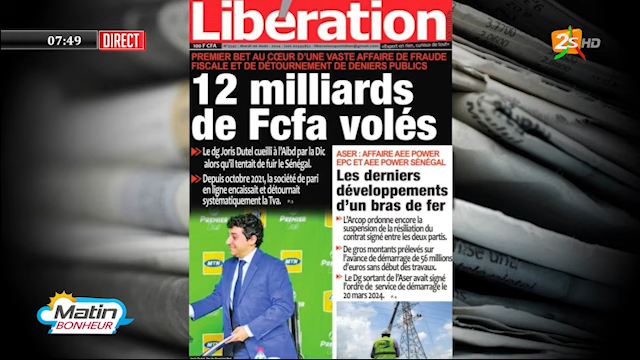 07:49 DIRECT
2s HD
Libération
100 F CFA
PREMIER BET AU CŒUR D'UNE VASTE AFFAIRE DE FRAUDE
FISCALE ET DE DÉTOURNEMENT DE DENIERS PUBLICS
12 milliards
de Fcfa volés
Le dg Joris Dutel cueilli à l'Aibd par la Dic
alors qu'il tentait de fuir le Sénégal.
Depuis octobre 2021, la société de pari
en ligne encaissait et détournait
systématiquement la Tva. P.3
ASER : AFFAIRE AEE POWER
EPC ET AEE POWER SÉNÉGAL
Les derniers
développements
d'un bras de fer
L'Arcop ordonne encore la
suspension de la résiliation du
contrat signé entre les deux partis.
De gros montants prélevés sur
l'avance de démarrage de 56 millions
d'euros sans début des travaux.
Le Dg sortant de l'Aser avait signé
l'ordre de service de démarrage le
20 mars 2024.
MTN
MTN
Matin
BONHEUR